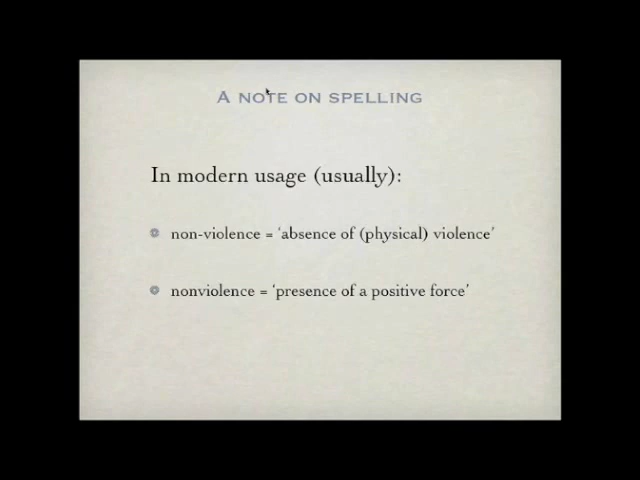 A NOTE ON SPELLING
In modern usage (usually):
non-violence = ‘absence of (physical) violence’
nonviolence = ‘presence of a positive force’